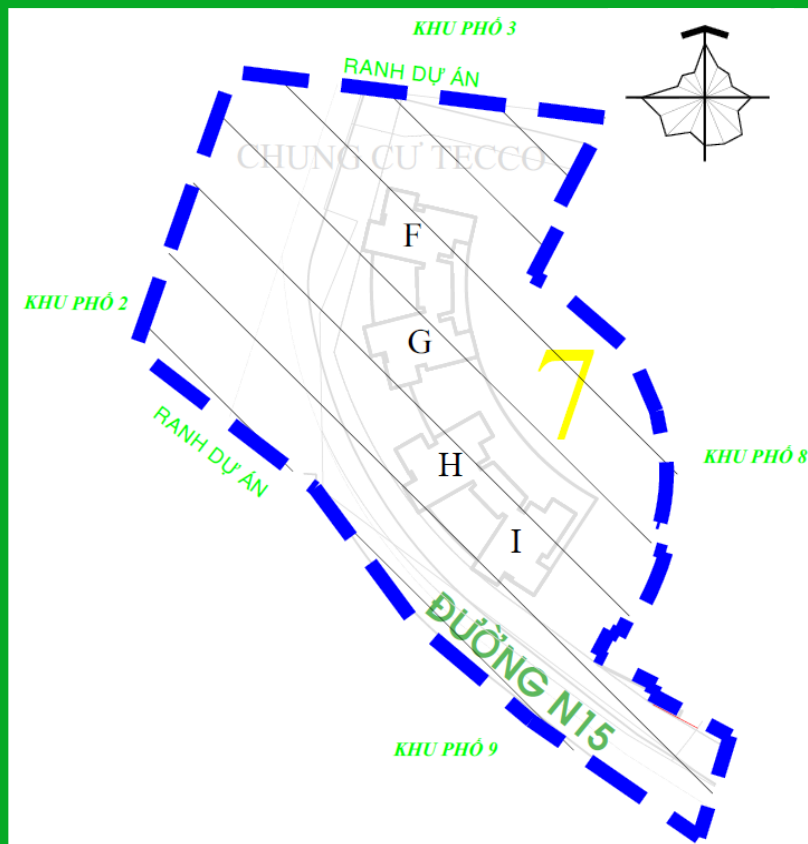 KHU PHỐ 3
RANH DỰ ÁN
CHUNG CƯ TECCO
F
KHU PHỐ 2
G
7
RANH DỰ ÁN
H
KHU PHỐ 8
I
ĐƯỜNG N15
KHU PHỐ 9